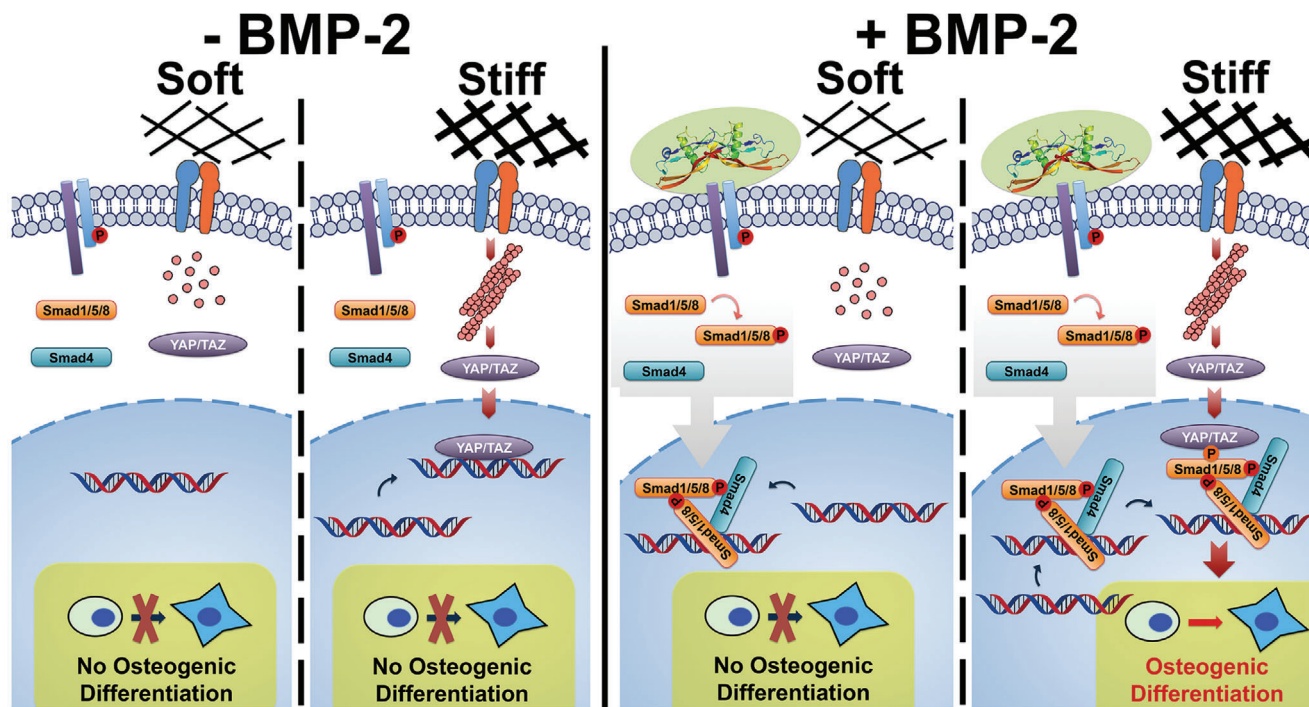 - BMP-2
+ BMP-2
Soft
Stiff
Soft
Stiff
P
Smad1/5/8
Smad4
YAP/TAZ
No Osteogenic
Differentiation
P
Smad1/5/8
Smad4
YAP/TAZ
YAP/TAZ
No Osteogenic
Differentiation
P
Smad1/5/8
Smad1/5/8
P
Smad4
YAP/TAZ
Smad1/5/8
P
Smad4
P
Smad1/5/8
No Osteogenic
Differentiation
P
Smad1/5/8
Smad1/5/8
P
Smad4
YAP/TAZ
YAP/TAZ
P
Smad1/5/8
P
Smad4
P
Smad1/5/8
Smad1/5/8
P
Smad4
P
Smad1/5/8
Osteogenic
Differentiation